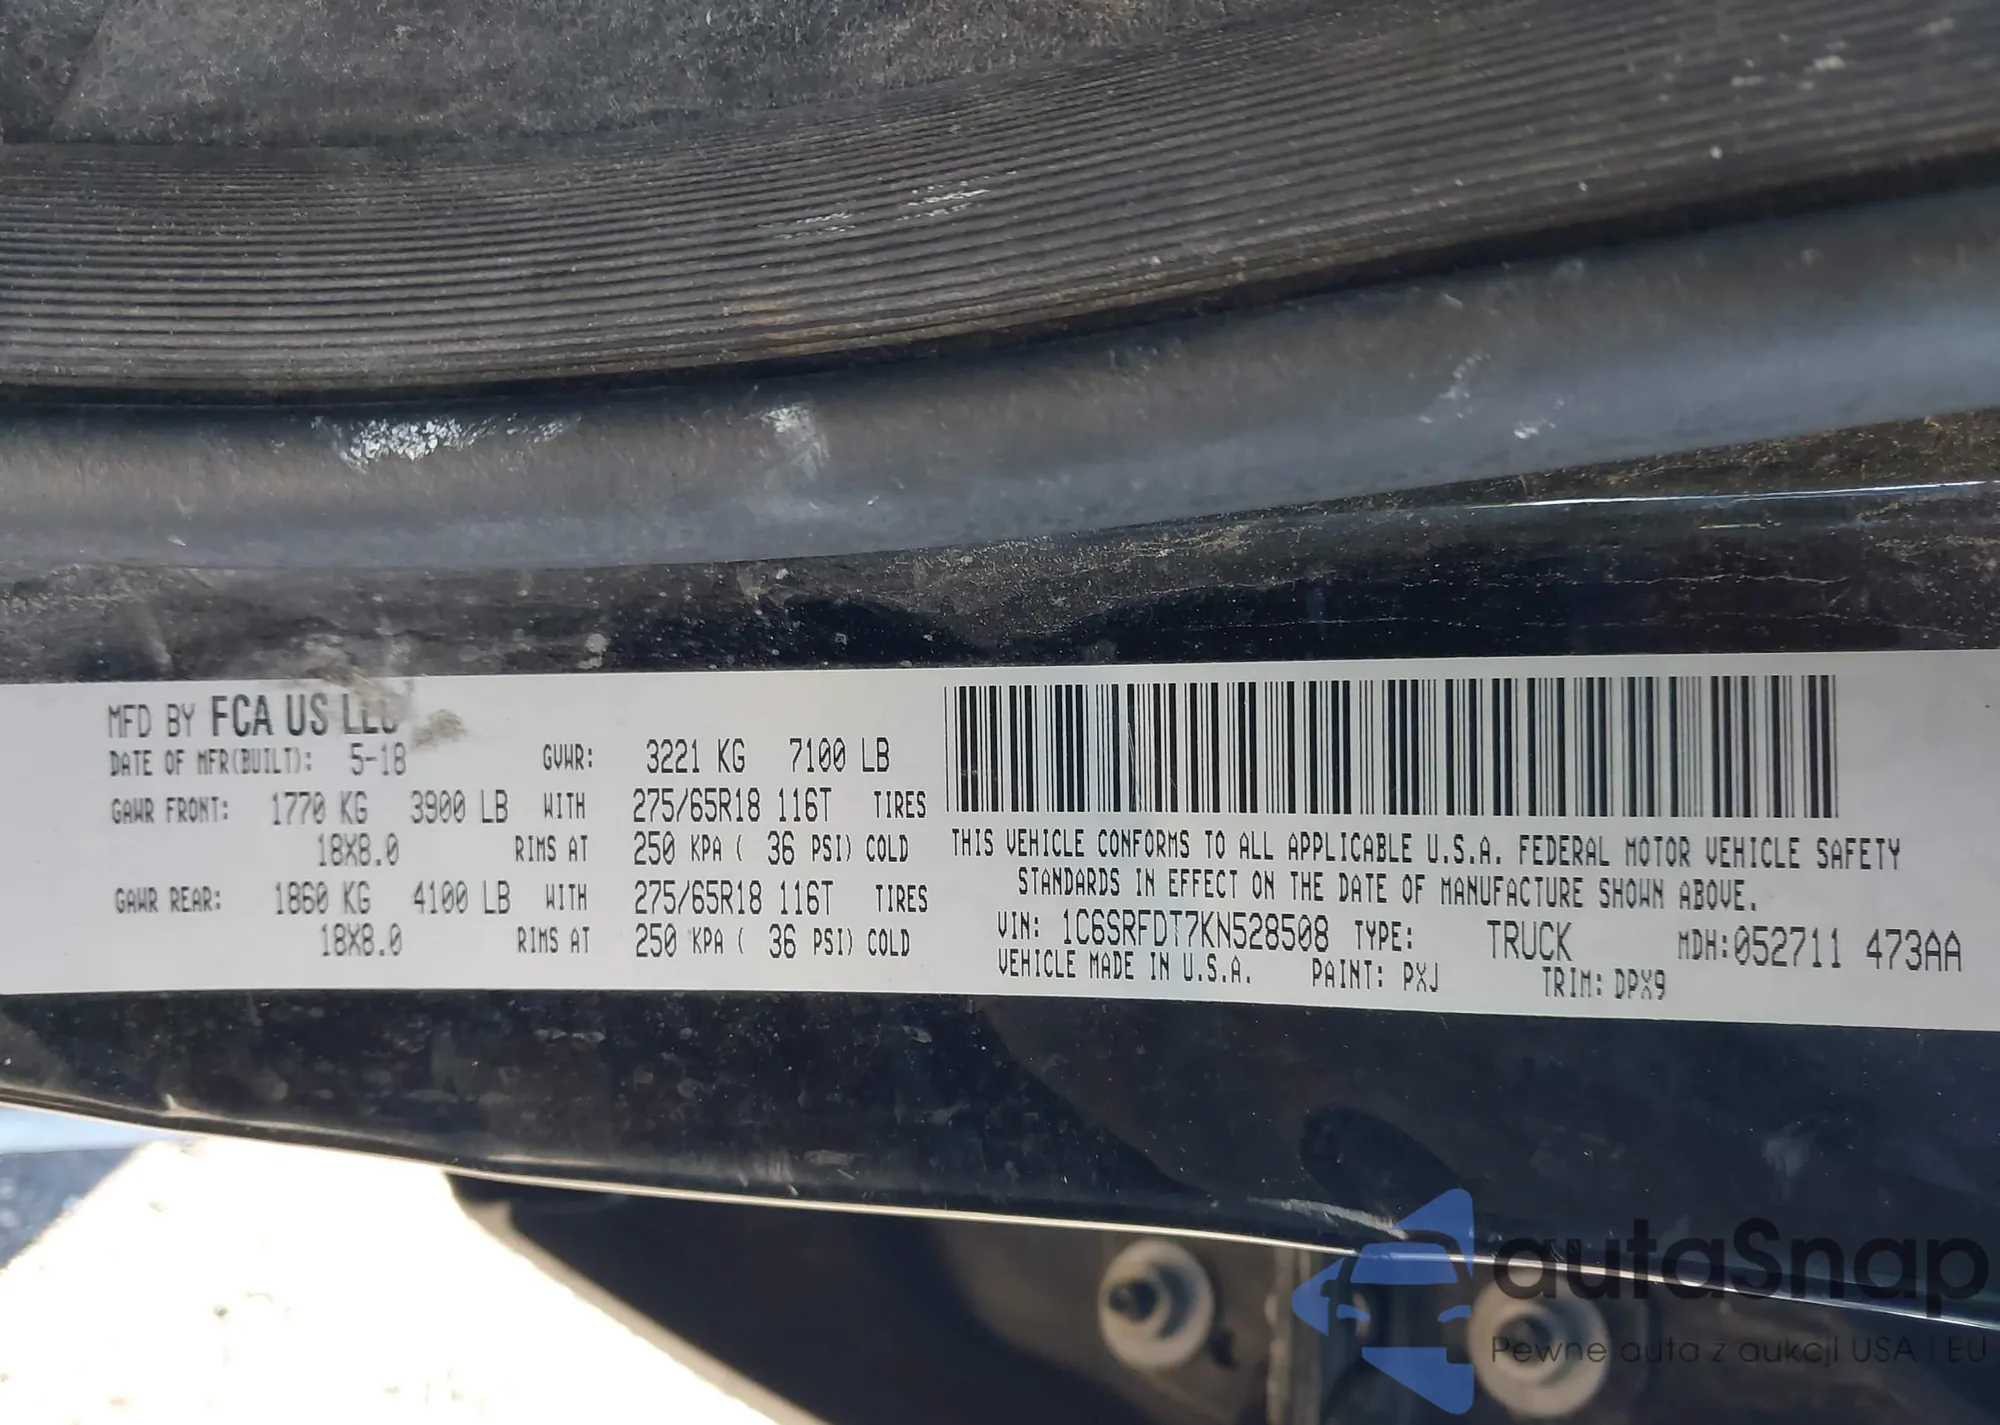 MFD BY FCA US LLC
DATE OF MFR(BUILT): 5-18 GVWR: 3221 KG 7100 LB
GAWR FRONT: 1770 KG 3900 LB WITH 275/65R18 116T TIRES
18X8.0 RIMS AT 250 KPA ( 36 PSI) COLD
GAWR REAR: 1860 KG 4100 LB WITH 275/65R18 116T TIRES
18X8.0 RIMS AT 250 KPA ( 36 PSI) COLD
THIS VEHICLE CONFORMS TO ALL APPLICABLE U.S.A. FEDERAL MOTOR VEHICLE SAFETY
STANDARDS IN EFFECT ON THE DATE OF MANUFACTURE SHOWN ABOVE.
VIN: 1C6SRFDT7KN528508 TYPE: TRUCK MDH:052711 473AA
VEHICLE MADE IN U.S.A. PAINT: PXJ TRIM: DPX9
autaSnap
Pewne auta z aukcji USA i EU